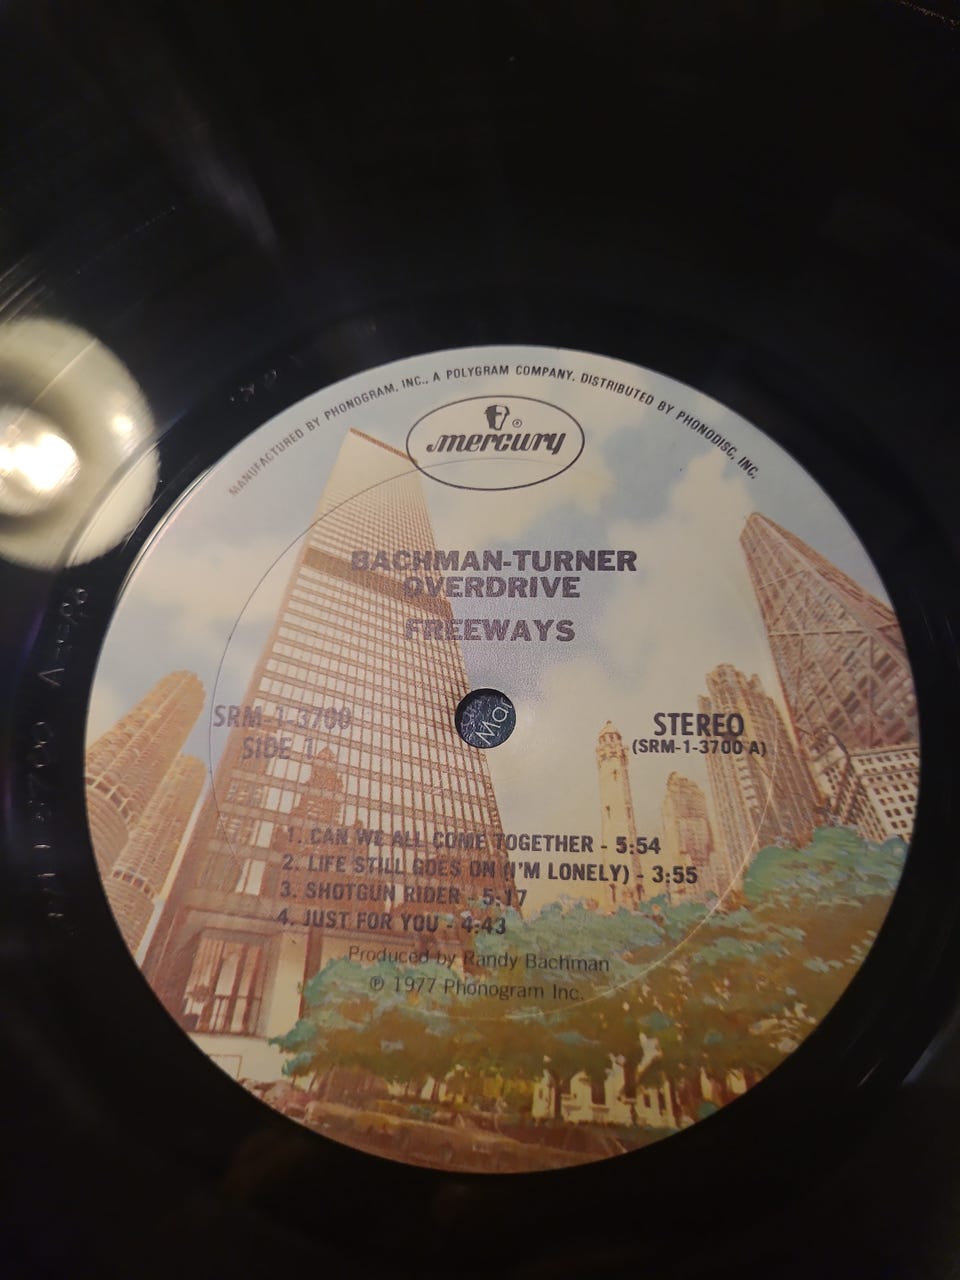 MANUFACTURED BY PHONOGRAM, INC., A POLYGRAM COMPANY. DISTRIBUTED BY PHONODISC, INC.
mercury ®
BACHMAN-TURNER
OVERDRIVE
FREEWAYS
SRM-1-3700
SIDE 1
STEREO
(SRM-1-3700 A)
Mar
1. CAN WE ALL COME TOGETHER - 5:54
2. LIFE STILL GOES ON (I'M LONELY) - 3:55
3. SHOTGUN RIDER - 5:17
4. JUST FOR YOU - 4:43
Produced by Randy Bachman
℗ 1977 Phonogram Inc.